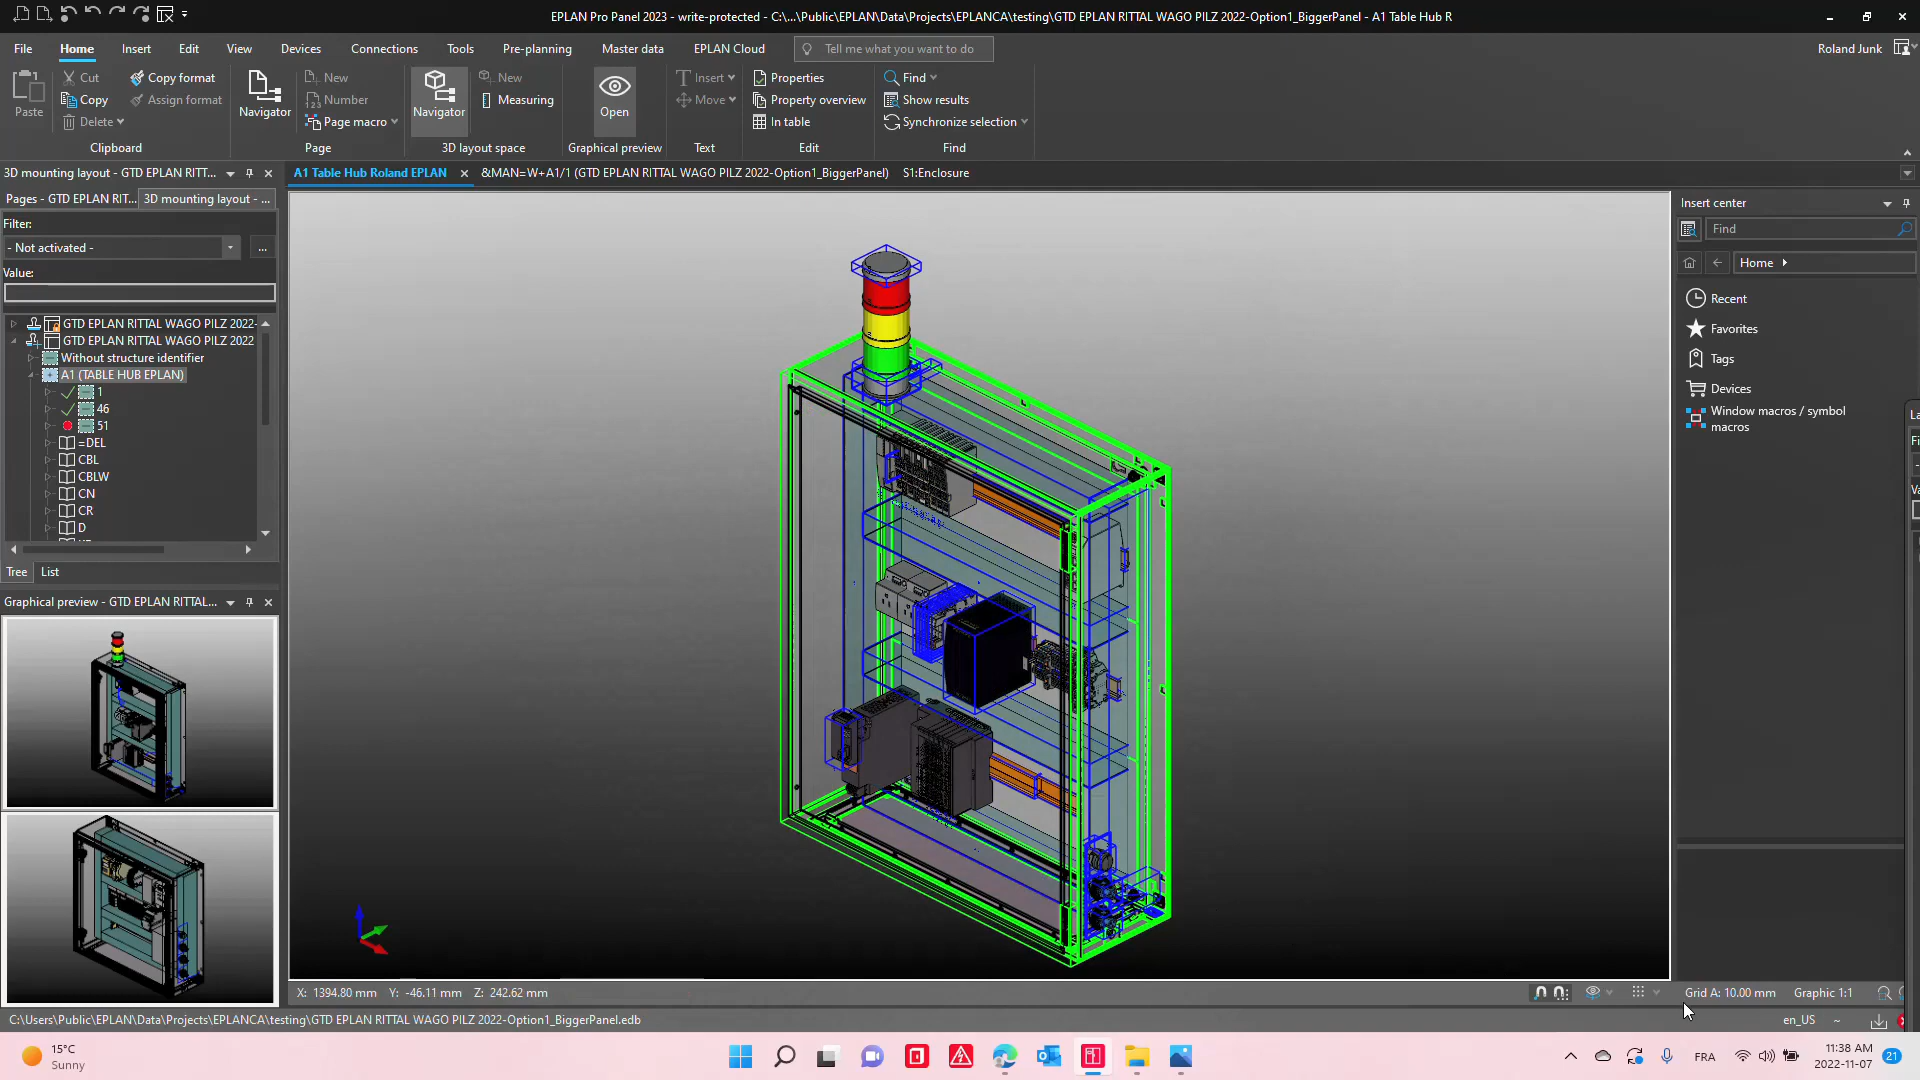 EPLAN Pro Panel 2023 - write-protected - C:\...\Public\EPLAN\Data\Projects\EPLANCA\testing\GTD EPLAN RITTAL WAGO PILZ 2022-Option1_BiggerPanel - A1 Table Hub R
File Home Insert Edit View Devices Connections Tools Pre-planning Master data EPLAN Cloud Tell me what you want to do Roland Junk
Paste
Cut
Copy
Delete
Copy format
Assign format
Clipboard
Navigator
New
Number
Page macro
Page
Navigator
New
Measuring
3D layout space
Open
Graphical preview
Insert
Move
Text
Properties
Property overview
In table
Edit
Find
Show results
Synchronize selection
Find
3D mounting layout - GTD EPLAN RITT...
Pages - GTD EPLAN RIT... 3D mounting layout - ...
Filter:
- Not activated -
...
Value:
GTD EPLAN RITTAL WAGO PILZ 2022-
GTD EPLAN RITTAL WAGO PILZ 2022
Without structure identifier
A1 (TABLE HUB EPLAN)
1
46
51
=DEL
CBL
CBLW
CN
CR
D
Tree List
Graphical preview - GTD EPLAN RITTAL...
A1 Table Hub Roland EPLAN &MAN=W+A1/1 (GTD EPLAN RITTAL WAGO PILZ 2022-Option1_BiggerPanel) S1:Enclosure
Insert center
Find
Home
Recent
Favorites
Tags
Devices
Window macros / symbol
macros
La
Fi
-
Va
X: 1394.80 mm Y: -46.11 mm Z: 242.62 mm
Grid A: 10.00 mm Graphic 1:1
C:\Users\Public\EPLAN\Data\Projects\EPLANCA\testing\GTD EPLAN RITTAL WAGO PILZ 2022-Option1_BiggerPanel.edb
en_US ~
15°C
Sunny
FRA
11:38 AM
2022-11-07
21